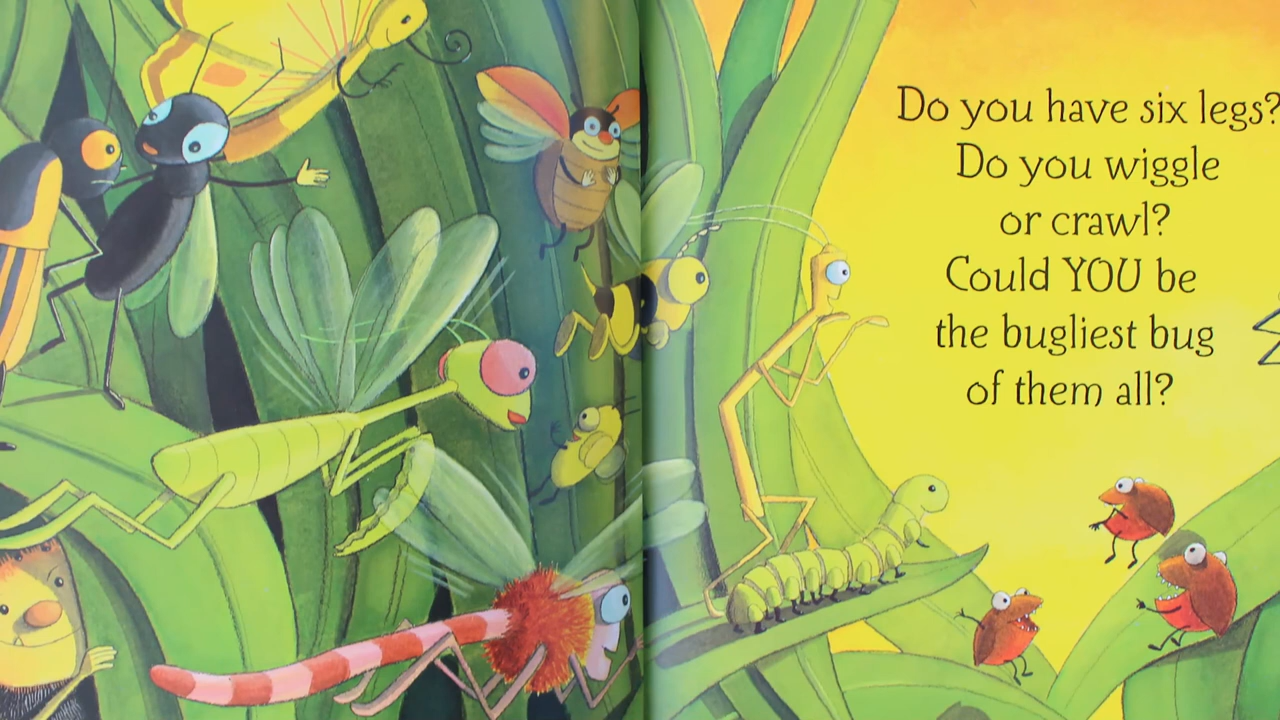 Do you have six legs?
Do you wiggle
or crawl?
Could YOU be
the bugliest bug
of them all?